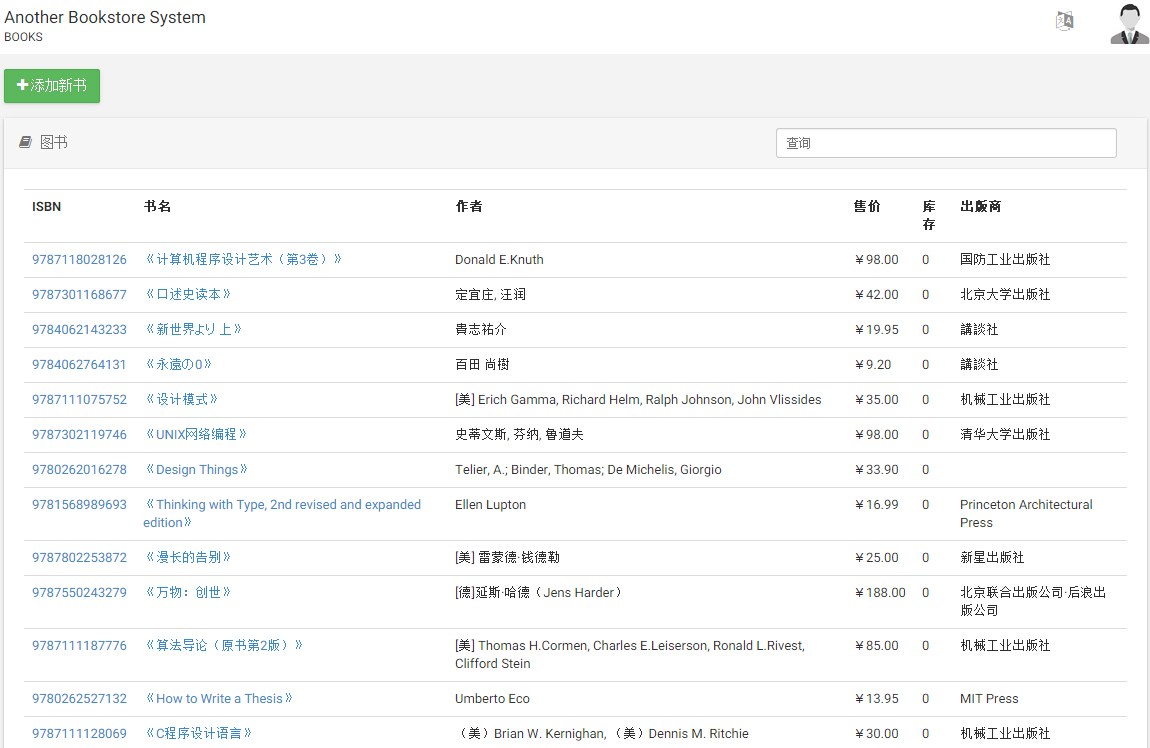 Another Bookstore System
BOOKS
添加新书
图书
查询
ISBN 书名 作者 售价 库存 出版商
9787118028126 《计算机程序设计艺术（第3卷）》 Donald E.Knuth ￥98.00 0 国防工业出版社
9787301168677 《口述史读本》 定宜庄, 汪润 ￥42.00 0 北京大学出版社
9784062143233 《新世界より 上》 貴志祐介 ￥19.95 0 講談社
9784062764131 《永遠の0》 百田 尚樹 ￥9.20 0 講談社
9787111075752 《设计模式》 [美] Erich Gamma, Richard Helm, Ralph Johnson, John Vlissides ￥35.00 0 机械工业出版社
9787302119746 《UNIX网络编程》 史蒂文斯, 芬纳, 鲁道夫 ￥98.00 0 清华大学出版社
9780262016278 《Design Things》 Telier, A.; Binder, Thomas; De Michelis, Giorgio ￥33.90 0
9781568989693 《Thinking with Type, 2nd revised and expanded edition》 Ellen Lupton ￥16.99 0 Princeton Architectural Press
9787802253872 《漫长的告别》 [美] 雷蒙德·钱德勒 ￥25.00 0 新星出版社
9787550243279 《万物：创世》 [德]延斯·哈德（Jens Harder） ￥188.00 0 北京联合出版公司·后浪出版公司
9787111187776 《算法导论（原书第2版）》 [美] Thomas H.Cormen, Charles E.Leiserson, Ronald L.Rivest, Clifford Stein ￥85.00 0 机械工业出版社
9780262527132 《How to Write a Thesis》 Umberto Eco ￥13.95 0 MIT Press
9787111128069 《C程序设计语言》 （美）Brian W. Kernighan, （美）Dennis M. Ritchie ￥30.00 0 机械工业出版社